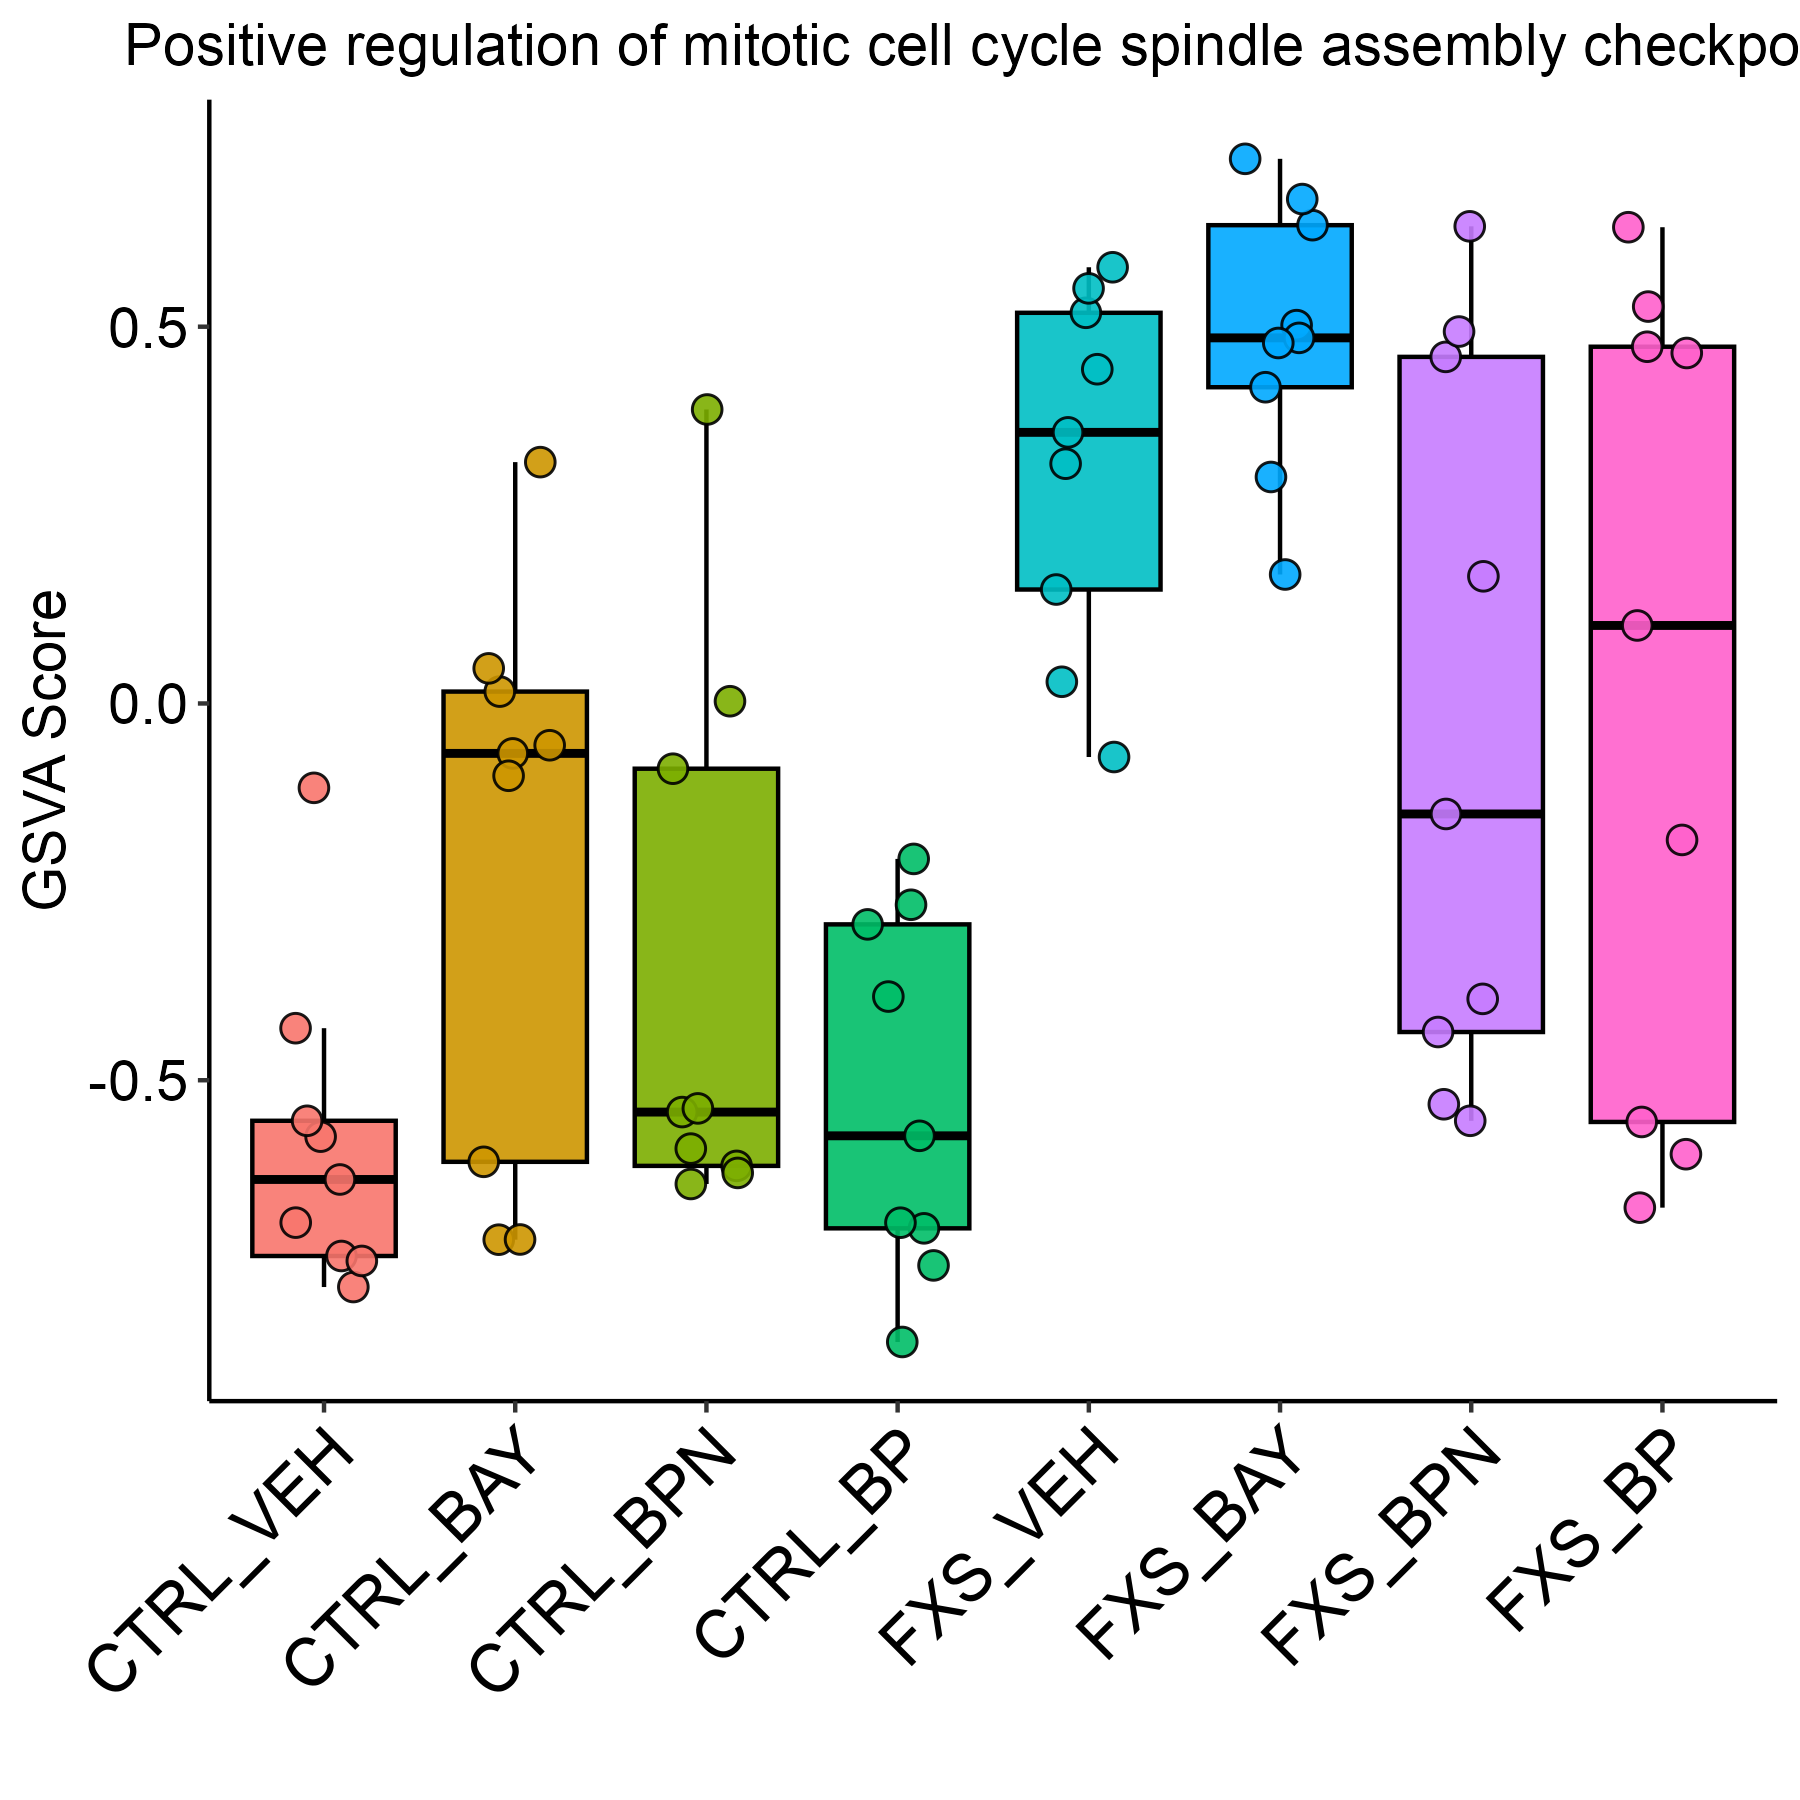 Positive regulation of mitotic cell cycle spindle assembly checkpo
GSVA Score
0.5
0.0
-0.5
CTRL_VEH
CTRL_BAY
CTRL_BPN
CTRL_BP
FXS_VEH
FXS_BAY
FXS_BPN
FXS_BP